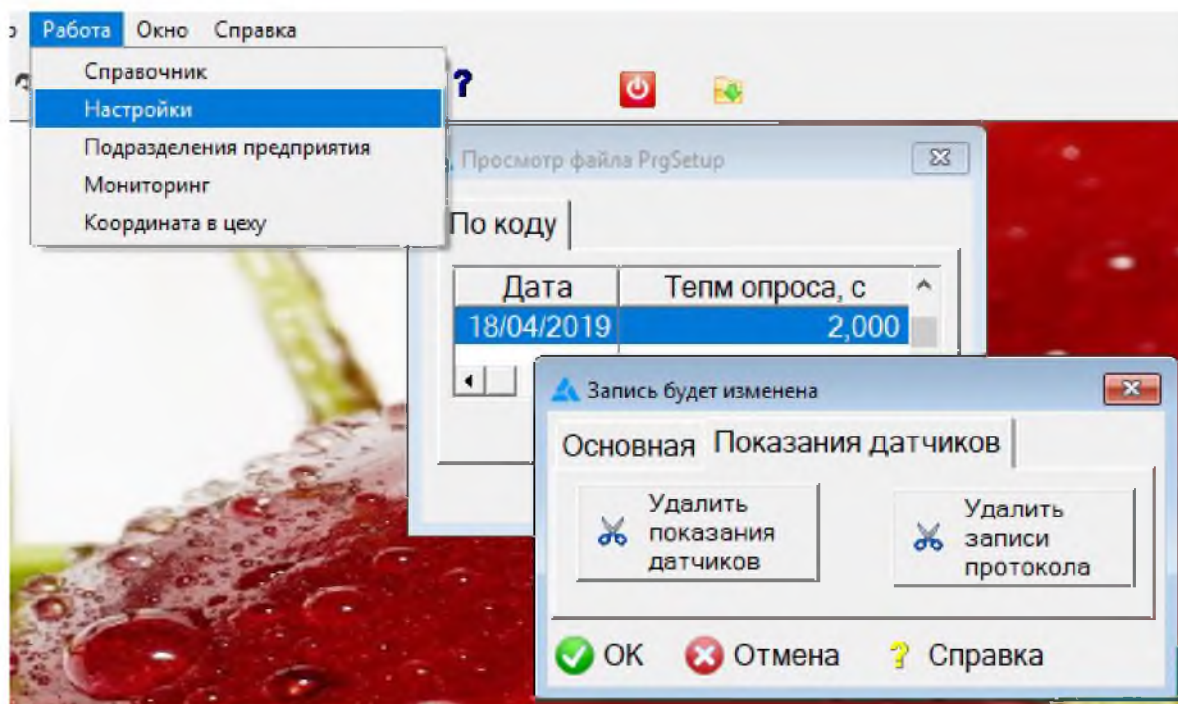 Работа Окно Справка
Справочник
Настройки
Подразделения предприятия
Мониторинг
Координата в цеху
?
Просмотр файла PrgSetup
По коду
Дата Тепм опроса, с
18/04/2019 2,000
Запись будет изменена
Основная Показания датчиков
Удалить
показания
датчиков
Удалить
записи
протокола
OK Отмена ? Справка